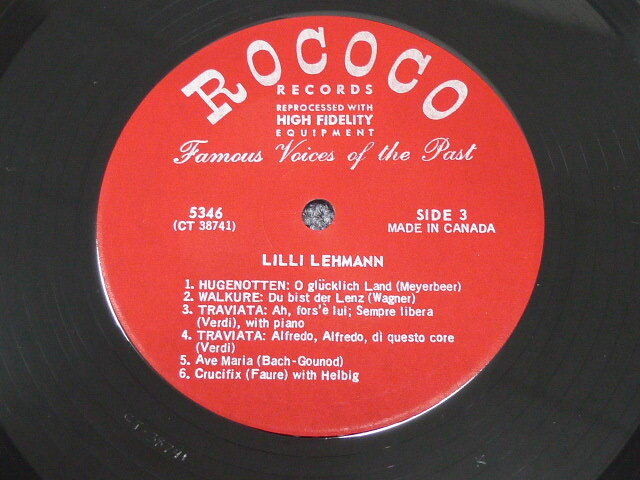 ROCOCO
RECORDS
REPROCESSED WITH
HIGH FIDELITY
EQUIPMENT
Famous Voices of the Past
5346
(CT 38741)
SIDE 3
MADE IN CANADA
LILLI LEHMANN
1. HUGENOTTEN: O glücklich Land (Meyerbeer)
2. WALKURE: Du bist der Lenz (Wagner)
3. TRAVIATA: Ah, fors'è lui; Sempre libera
(Verdi), with piano
4. TRAVIATA: Alfredo, Alfredo, dì questo core
(Verdi)
5. Ave Maria (Bach-Gounod)
6. Crucifix (Faure) with Helbig